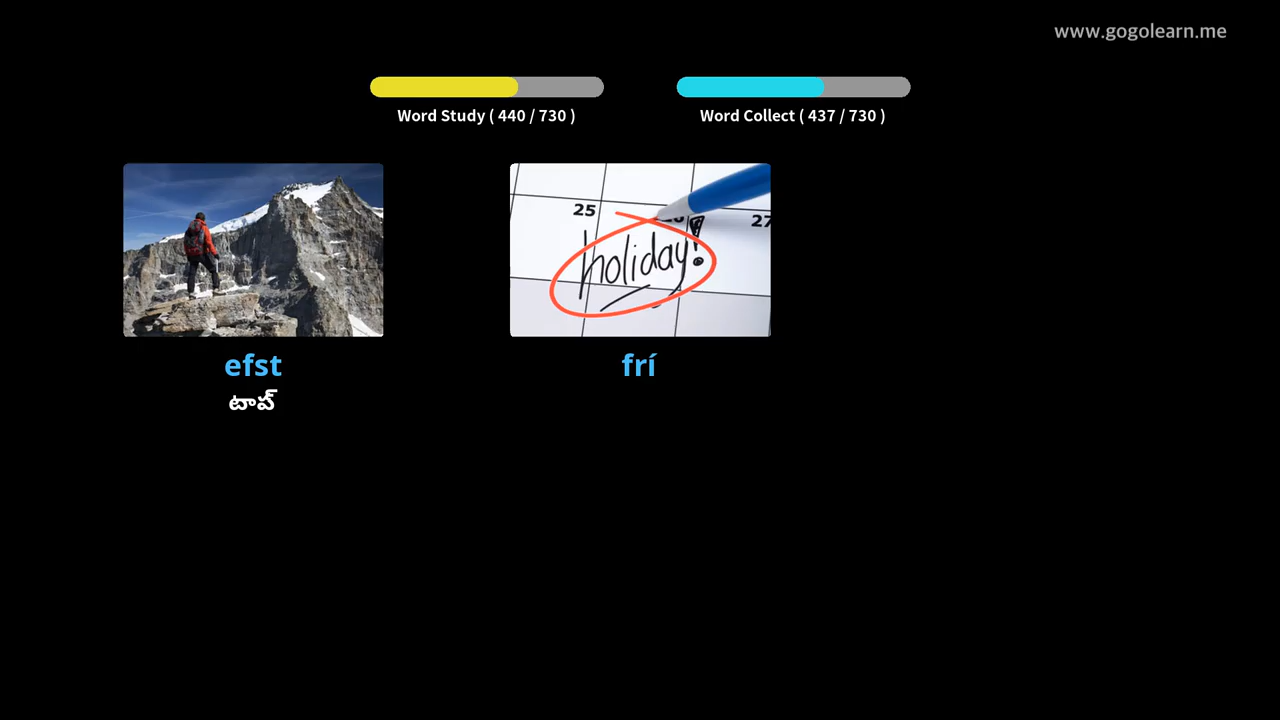 www.gogolearn.me
Word Study ( 440 / 730 )
Word Collect ( 437 / 730 )
25
27
holiday!
efst
టాప్
frí